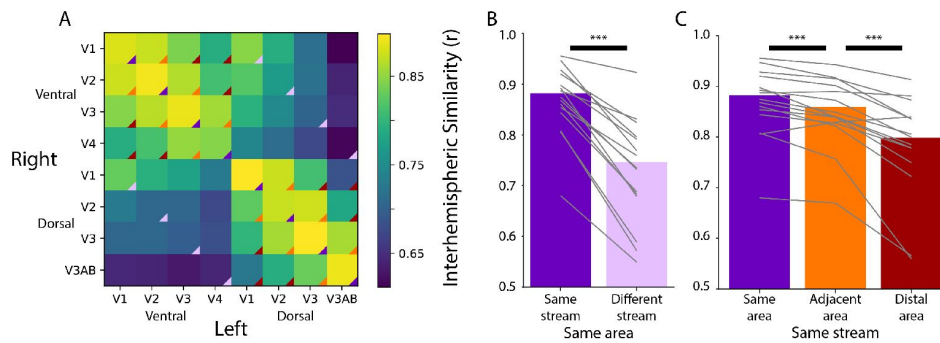 A
V1
V2
Ventral
V3
V4
Right
V1
V2
Dorsal
V3
V3AB
V1 V2 V3 V4 V1 V2 V3 V3AB
Ventral Dorsal
Left
0.85
0.75
0.65
B
Interhemispheric Similarity (r)
1.0
0.9
0.8
0.7
0.6
0.5
***
Same stream
Different stream
Same area
C
1.0
0.9
0.8
0.7
0.6
0.5
*** ***
Same area
Adjacent area
Distal area
Same stream